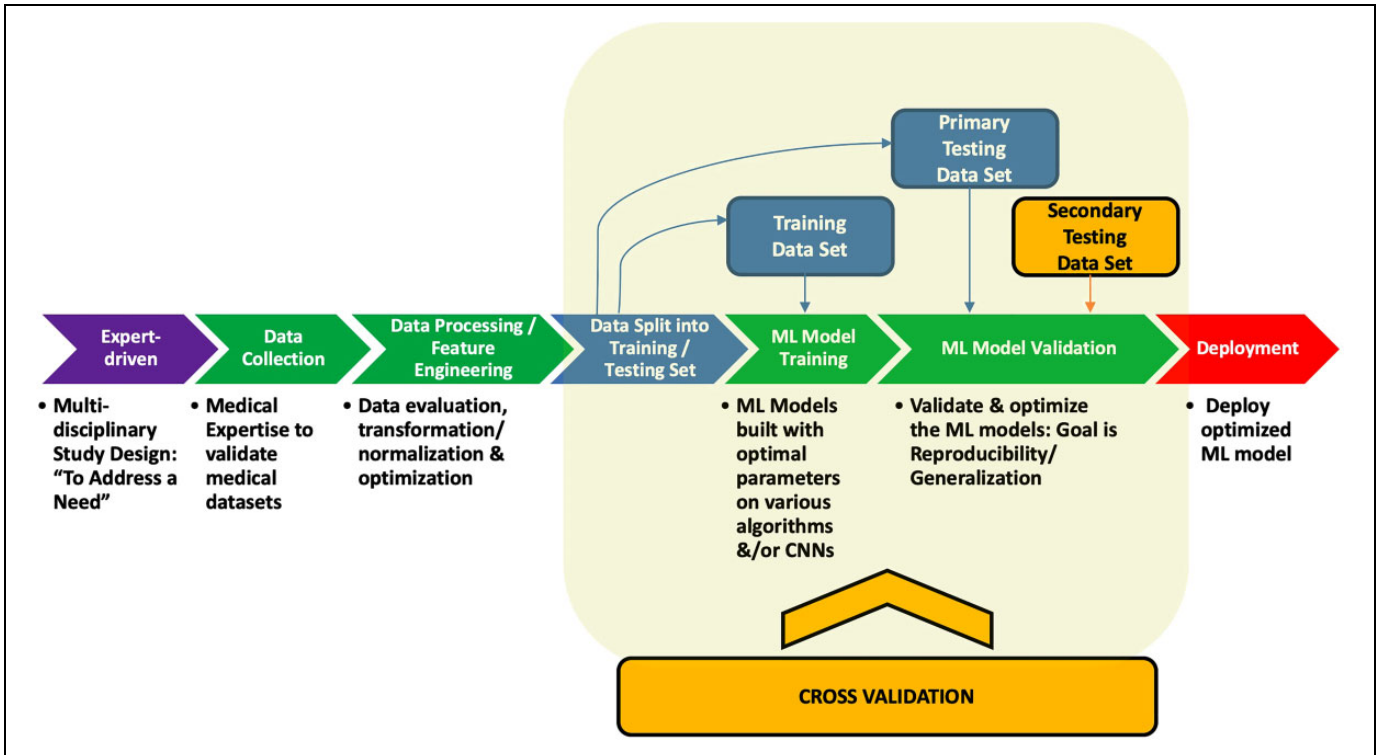 Primary
Testing
Data Set
Training
Data Set
Secondary
Testing
Data Set
Expert-
driven
Data
Collection
Data Processing /
Feature
Engineering
Data Split into
Training /
Testing Set
ML Model
Training
ML Model Validation
Deployment
• Multi-
disciplinary
Study Design:
“To Address a
Need”
• Medical
Expertise to
validate
medical
datasets
• Data evaluation,
transformation/
normalization &
optimization
• ML Models
built with
optimal
parameters
on various
algorithms
&/or CNNs
• Validate & optimize
the ML models: Goal is
Reproducibility/
Generalization
• Deploy
optimized
ML model
CROSS VALIDATION